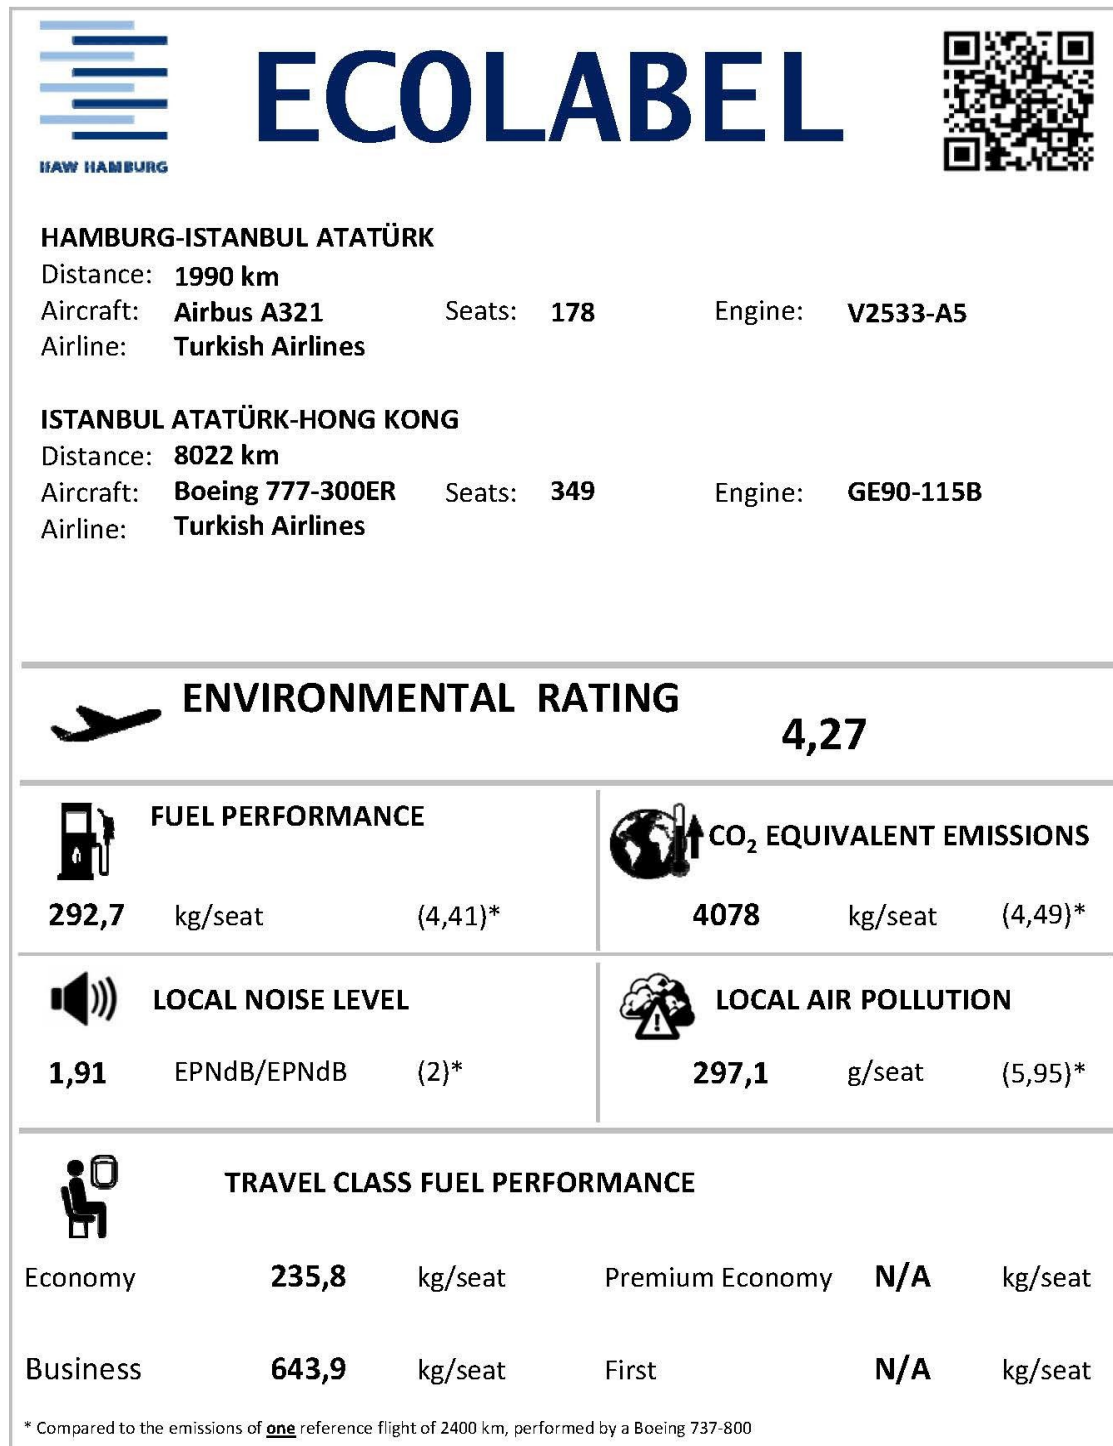 ECOLABEL
HAW HAMBURG
HAMBURG-ISTANBUL ATATÜRK
Distance: 1990 km
Aircraft: Airbus A321 Seats: 178 Engine: V2533-A5
Airline: Turkish Airlines
ISTANBUL ATATÜRK-HONG KONG
Distance: 8022 km
Aircraft: Boeing 777-300ER Seats: 349 Engine: GE90-115B
Airline: Turkish Airlines
ENVIRONMENTAL RATING
4,27
FUEL PERFORMANCE
292,7 kg/seat (4,41)*
CO₂ EQUIVALENT EMISSIONS
4078 kg/seat (4,49)*
LOCAL NOISE LEVEL
1,91 EPNdB/EPNdB (2)*
LOCAL AIR POLLUTION
297,1 g/seat (5,95)*
TRAVEL CLASS FUEL PERFORMANCE
Economy 235,8 kg/seat Premium Economy N/A kg/seat
Business 643,9 kg/seat First N/A kg/seat
* Compared to the emissions of one reference flight of 2400 km, performed by a Boeing 737-800